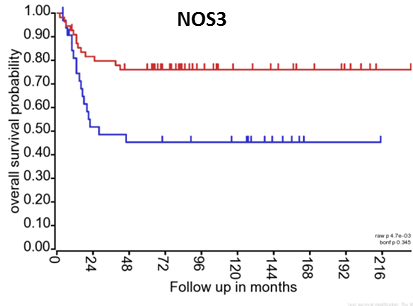 NOS3
overall survival probability
1.00
0.90
0.80
0.70
0.60
0.50
0.40
0.30
0.20
0.10
0.00
0 24 48 72 96 120 144 168 192 216
Follow up in months
raw p 4.7e-03
bonf p 0.345